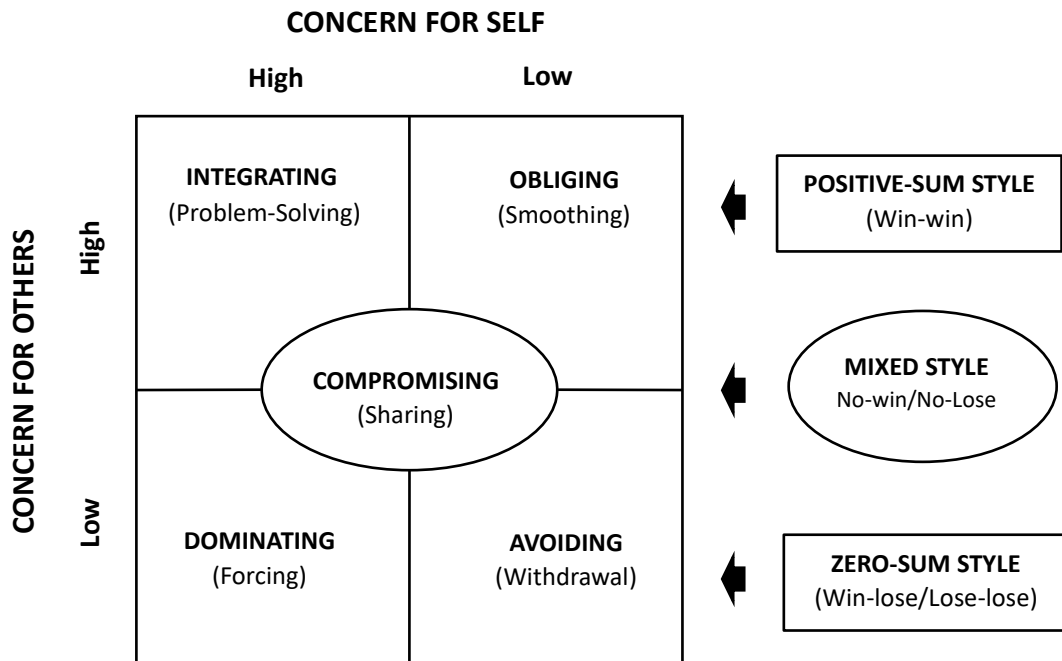 CONCERN FOR SELF
High
Low
CONCERN FOR OTHERS
High
INTEGRATING
(Problem-Solving)
OBLIGING
(Smoothing)
POSITIVE-SUM STYLE
(Win-win)
COMPROMISING
(Sharing)
MIXED STYLE
No-win/No-Lose
Low
DOMINATING
(Forcing)
AVOIDING
(Withdrawal)
ZERO-SUM STYLE
(Win-lose/Lose-lose)